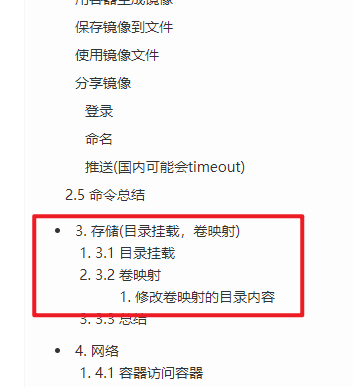 用容器生成镜像
保存镜像到文件
使用镜像文件
分享镜像
登录
命名
推送(国内可能会timeout)
2.5 命令总结
• 3. 存储(目录挂载，卷映射)
1. 3.1 目录挂载
2. 3.2 卷映射
1. 修改卷映射的目录内容
3. 3.3 总结
• 4. 网络
1. 4.1 容器访问容器